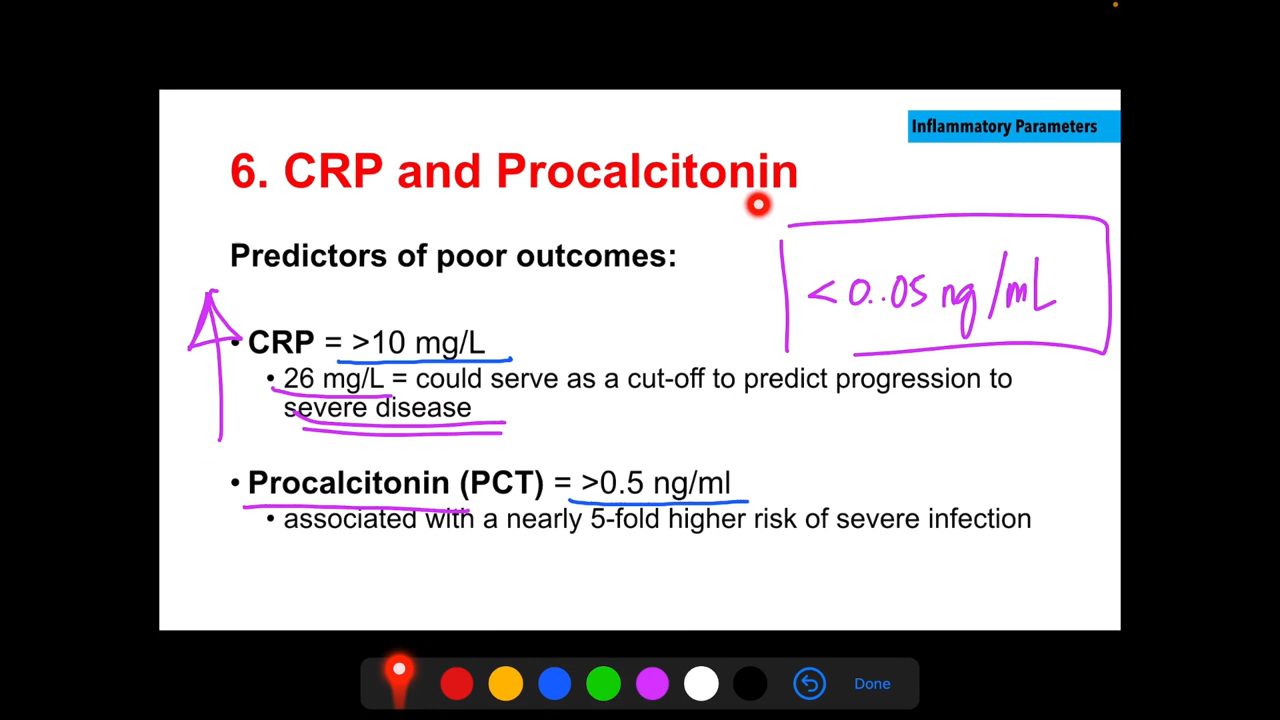 Inflammatory Parameters
6. CRP and Procalcitonin
Predictors of poor outcomes:
<0..05 ng/mL
• CRP = >10 mg/L
• 26 mg/L = could serve as a cut-off to predict progression to
severe disease
• Procalcitonin (PCT) = >0.5 ng/ml
• associated with a nearly 5-fold higher risk of severe infection
Done